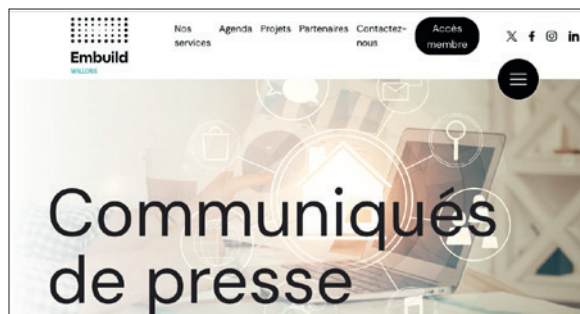 Embuild
WALLONIE
Nos services
Agenda
Projets
Partenaires
Contactez-nous
Accès membre
Communiqués
de presse